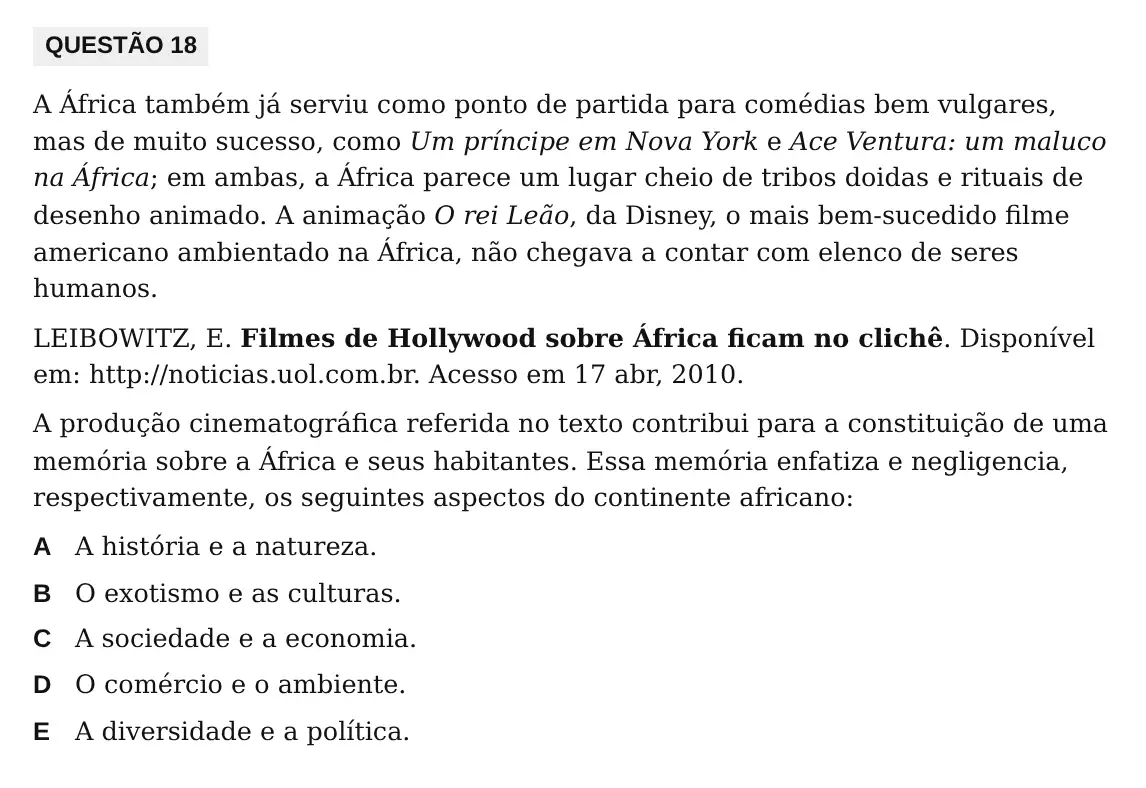 QUESTÃO 18
A África também já serviu como ponto de partida para comédias bem vulgares,
mas de muito sucesso, como Um príncipe em Nova York e Ace Ventura: um maluco
na África; em ambas, a África parece um lugar cheio de tribos doidas e rituais de
desenho animado. A animação O rei Leão, da Disney, o mais bem-sucedido filme
americano ambientado na África, não chegava a contar com elenco de seres
humanos.
LEIBOWITZ, E. Filmes de Hollywood sobre África ficam no clichê. Disponível
em: http://noticias.uol.com.br. Acesso em 17 abr, 2010.
A produção cinematográfica referida no texto contribui para a constituição de uma
memória sobre a África e seus habitantes. Essa memória enfatiza e negligencia,
respectivamente, os seguintes aspectos do continente africano:
A A história e a natureza.
B O exotismo e as culturas.
C A sociedade e a economia.
D O comércio e o ambiente.
E A diversidade e a política.